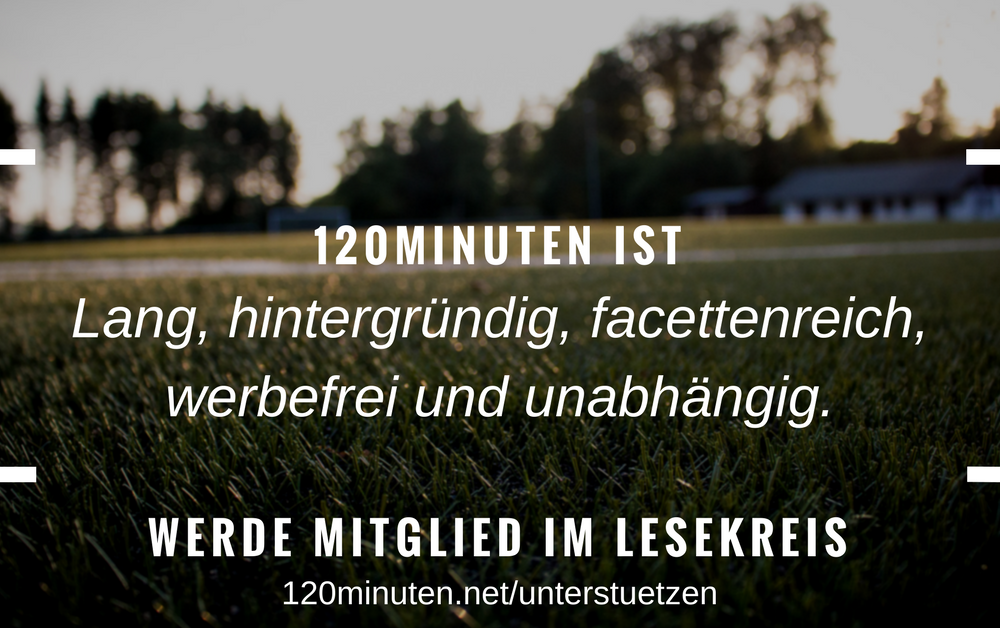 120MINUTEN IST
Lang, hintergründig, facettenreich,
werbefrei und unabhängig.
WERDE MITGLIED IM LESEKREIS
120minuten.net/unterstuetzen